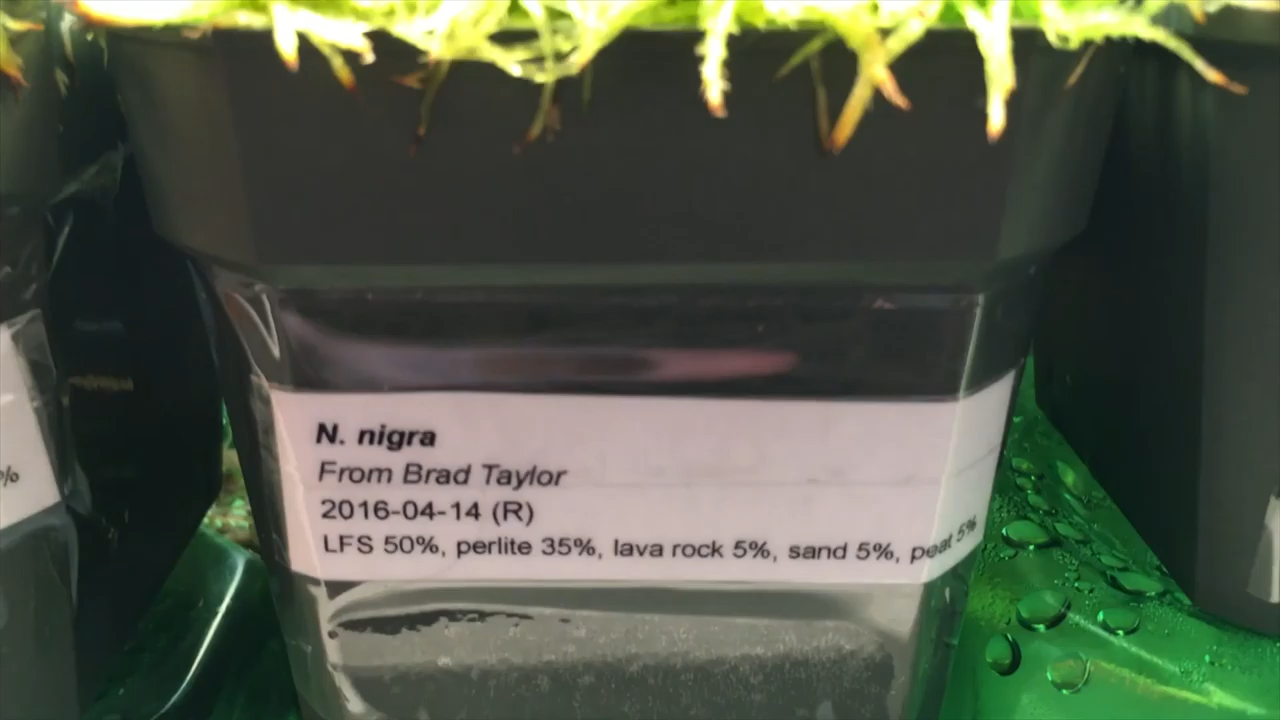 N. nigra
From Brad Taylor
2016-04-14 (R)
LFS 50%, perlite 35%, lava rock 5%, sand 5%, peat 5%
%